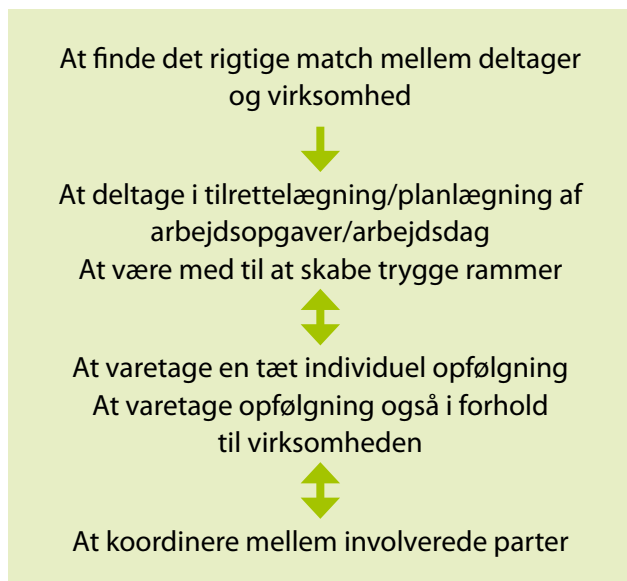 At finde det rigtige match mellem deltager
og virksomhed
At deltage i tilrettelægning/planlægning af
arbejdsopgaver/arbejdsdag
At være med til at skabe trygge rammer
At varetage en tæt individuel opfølgning
At varetage opfølgning også i forhold
til virksomheden
At koordinere mellem involverede parter